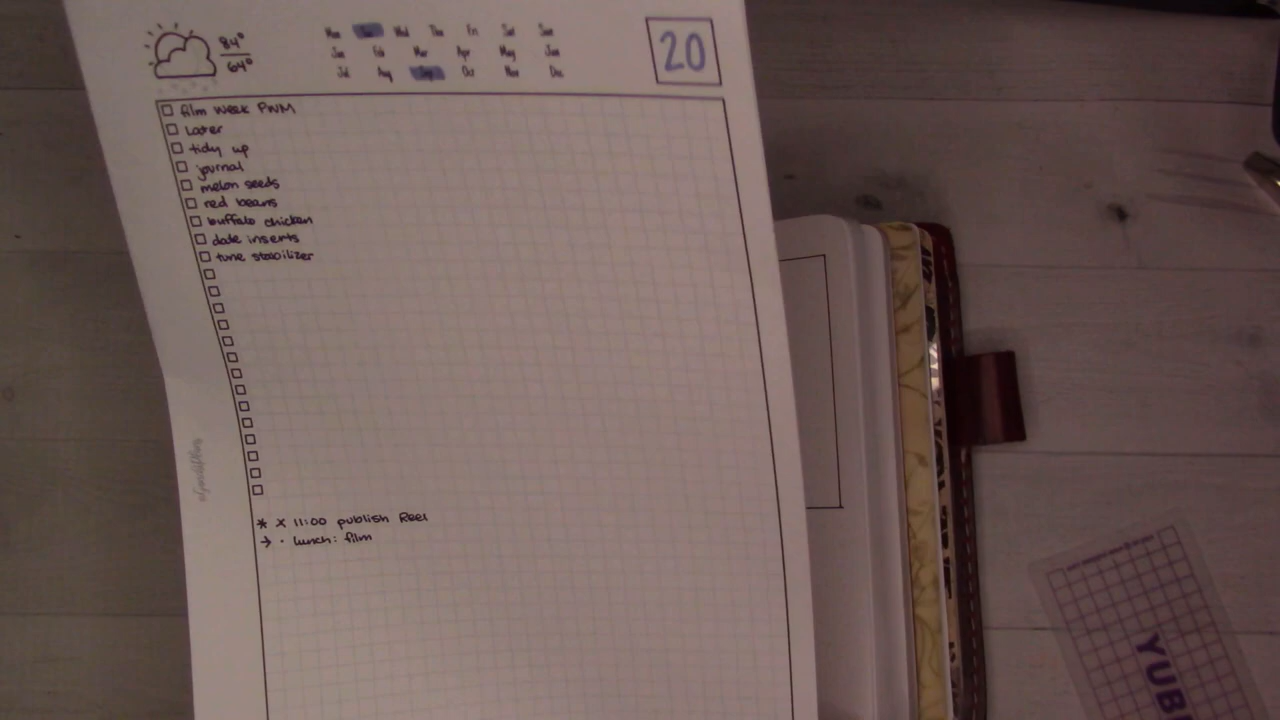 84°
64°
Mon Tue Wed Thu Fri Sat Sun
Jan Feb Mar Apr May Jun
Jul Aug Sep Oct Nov Dec
20
film week PWM
Later
tidy up
journal
melon seeds
red beans
buffalo chicken
date inserts
tune stabilizer
* x 11:00 publish Reel
→ · lunch: film
YUB